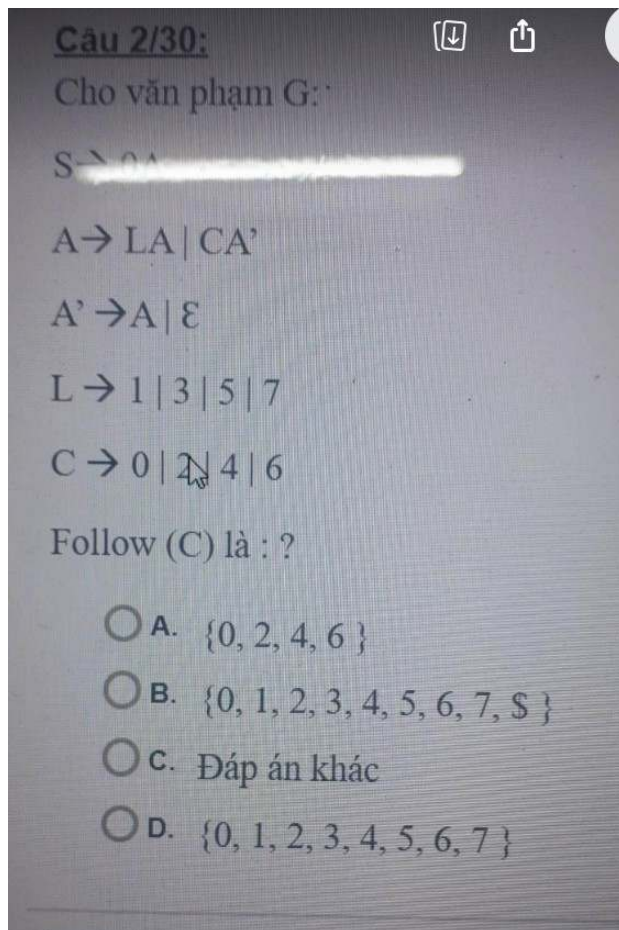 Câu 2/30:
Cho văn phạm G:
S→ 0A
A→ LA | CA’
A’ →A | Ɛ
L → 1 | 3 | 5 | 7
C → 0 | 2 | 4 | 6
Follow (C) là : ?
A. {0, 2, 4, 6 }
B. {0, 1, 2, 3, 4, 5, 6, 7, $ }
C. Đáp án khác
D. {0, 1, 2, 3, 4, 5, 6, 7 }